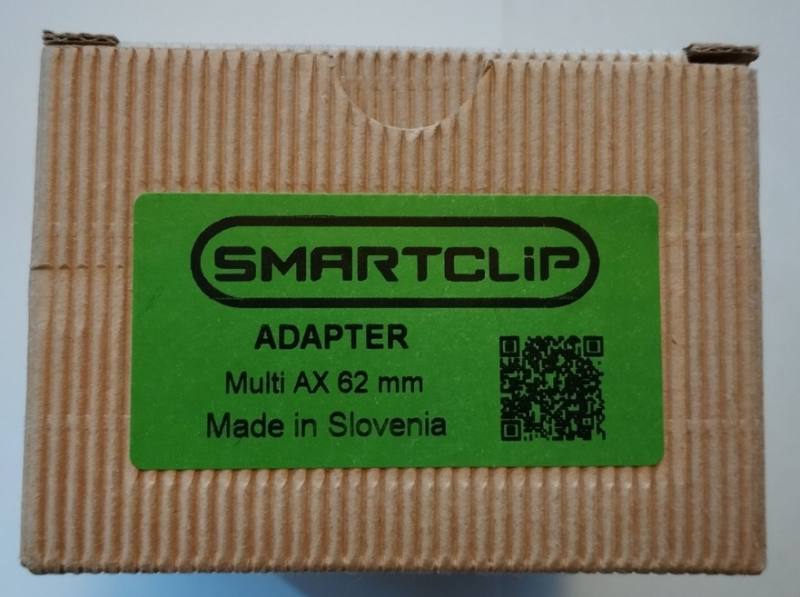 SMARTCLiP
ADAPTER
Multi AX 62 mm
Made in Slovenia